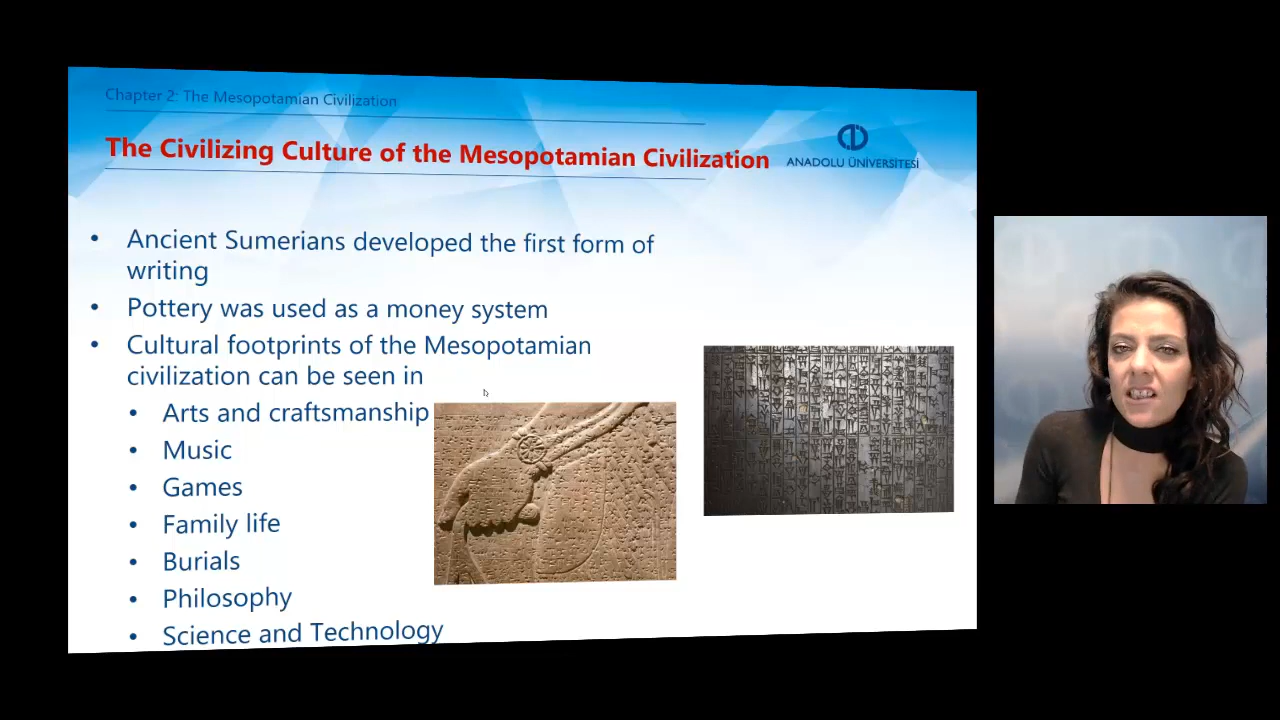 Chapter 2: The Mesopotamian Civilization
The Civilizing Culture of the Mesopotamian Civilization
ANADOLU ÜNİVERSİTESİ
• Ancient Sumerians developed the first form of
writing
• Pottery was used as a money system
• Cultural footprints of the Mesopotamian
civilization can be seen in
• Arts and craftsmanship
• Music
• Games
• Family life
• Burials
• Philosophy
• Science and Technology